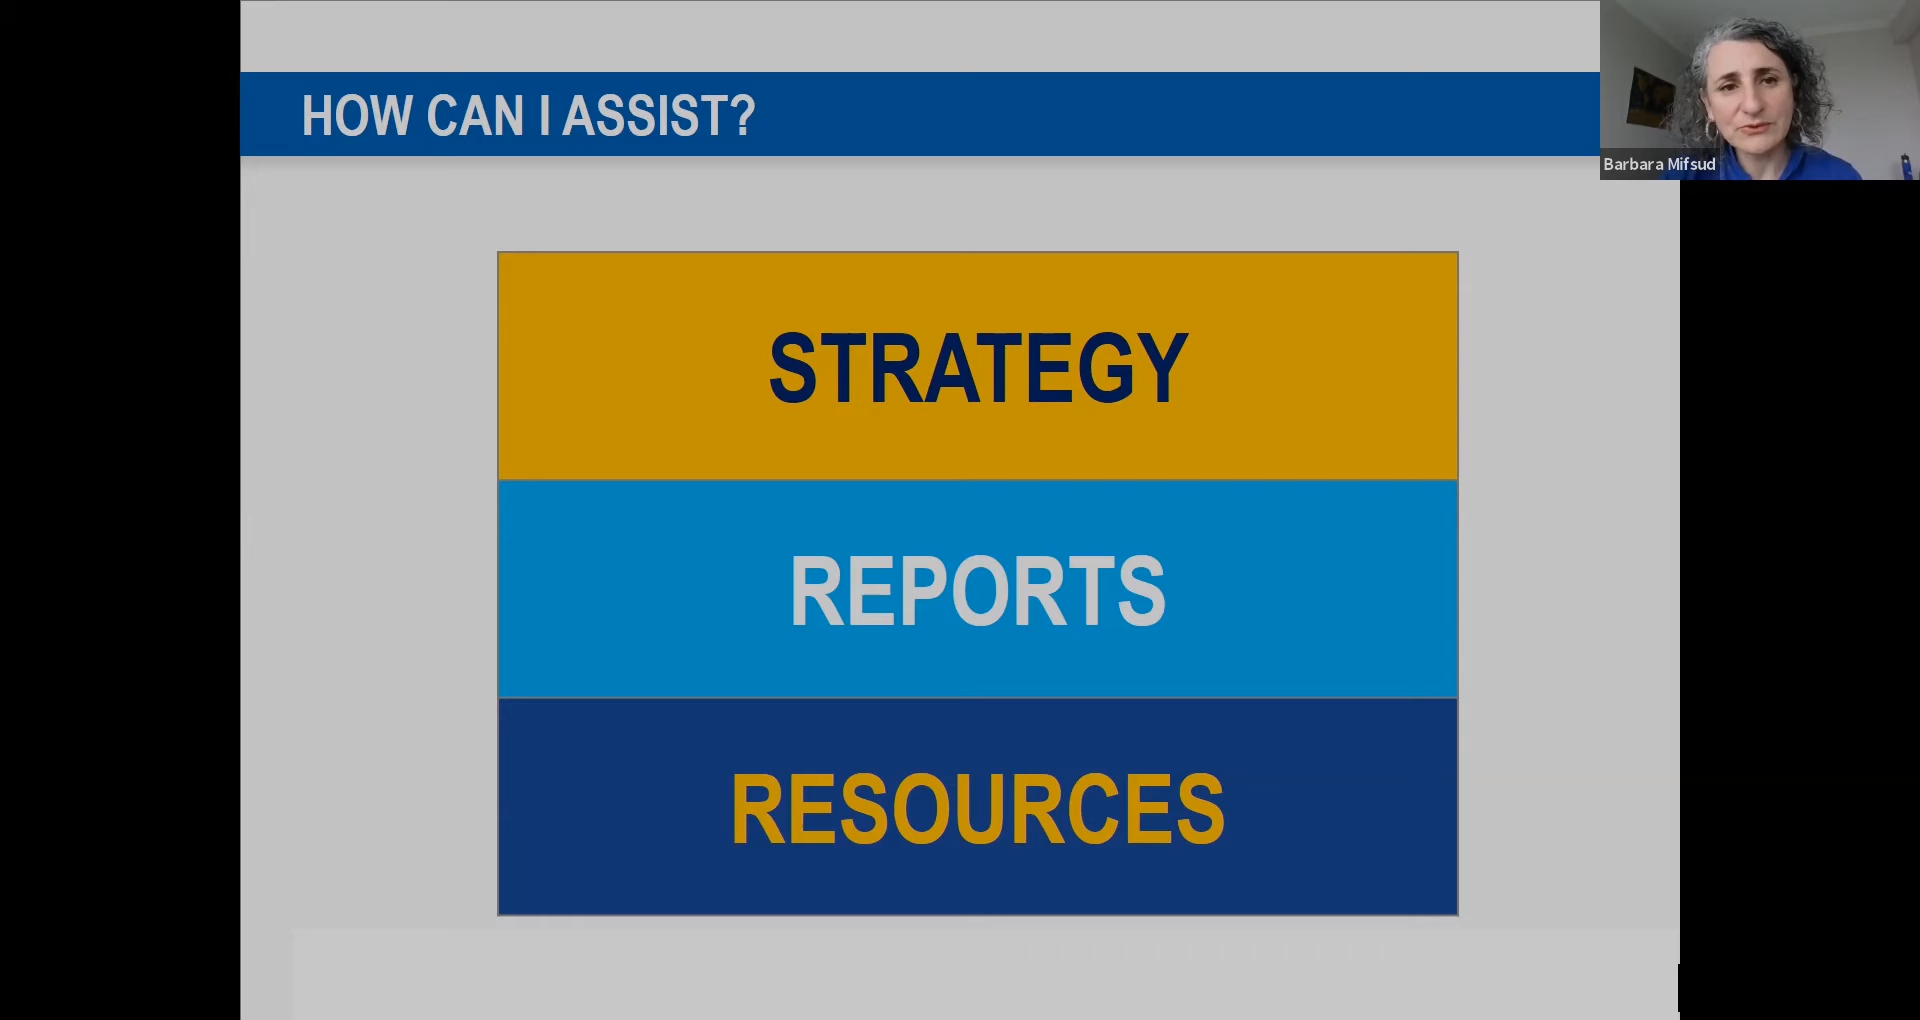 HOW CAN I ASSIST?
Barbara Mifsud
STRATEGY
REPORTS
RESOURCES